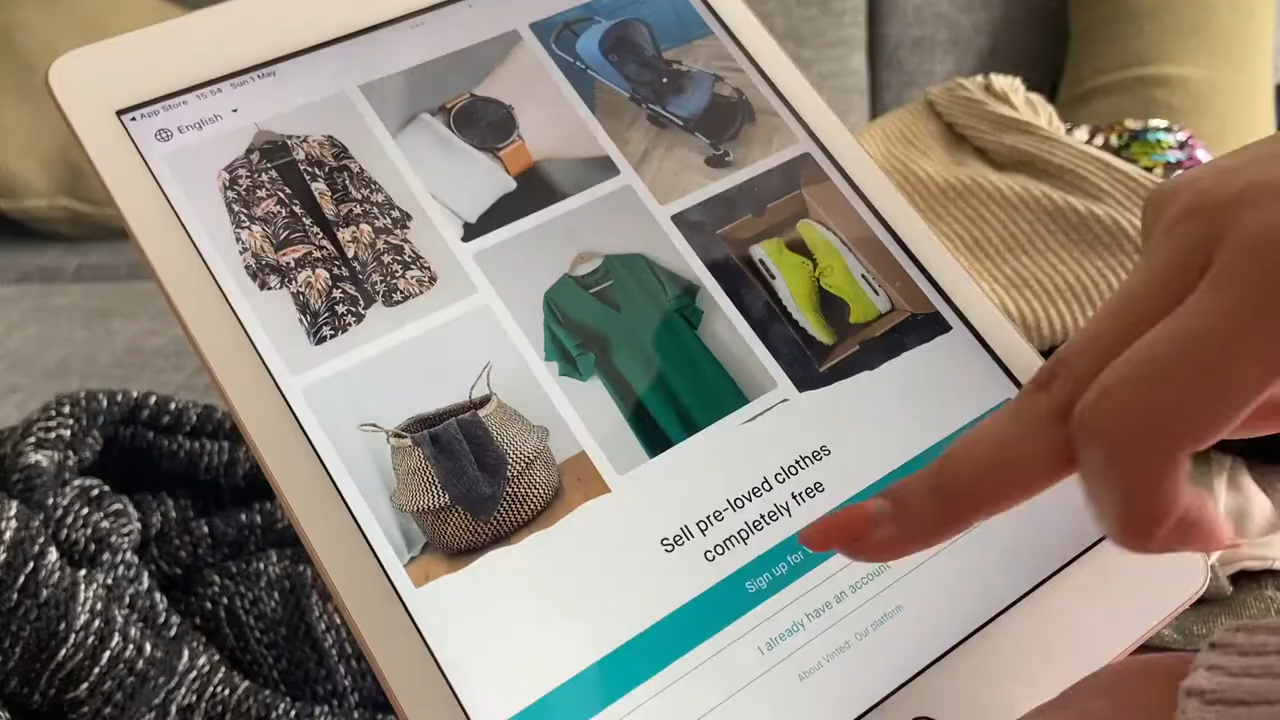 ◀ App Store 15:54 Sun 1 May
English
Sell pre-loved clothes
completely free
Sign up for
I already have an account
About Vinted: Our platform